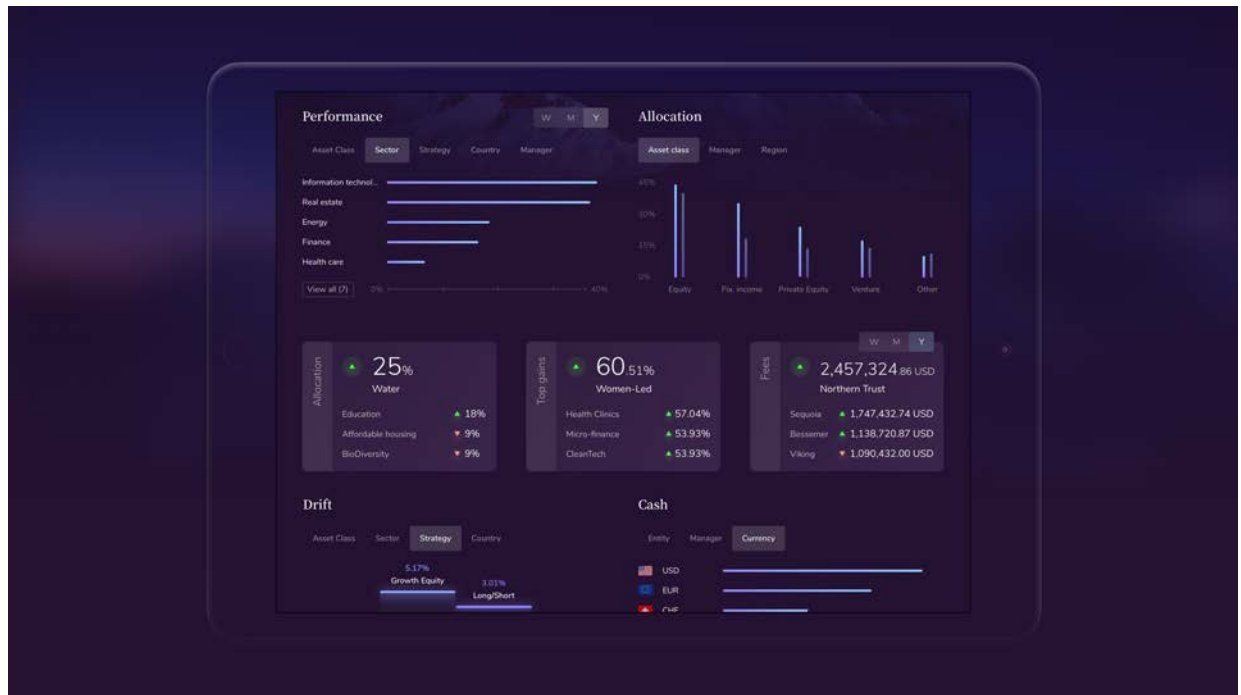 Performance
W M Y
Asset Class Sector Strategy Country Manager
Information technol...
Real estate
Energy
Finance
Health care
View all (7)
0% 40%
Allocation
Asset class Manager Region
45%
30%
15%
0%
Equity Fix. income Private Equity Venture Other
Allocation
25%
Water
Education 18%
Affordable housing 9%
BioDiversity 9%
Top gains
60.51%
Women-Led
Health Clinics 57.04%
Micro-finance 53.93%
CleanTech 53.93%
W M Y
Fees
2,457,324.86 USD
Northern Trust
Sequoia 1,747,432.74 USD
Bessemer 1,138,720.87 USD
Viking 1,090,432.00 USD
Drift
Asset Class Sector Strategy Country
5.17%
Growth Equity
3.01%
Long/Short
Cash
Entity Manager Currency
USD
EUR
CHF